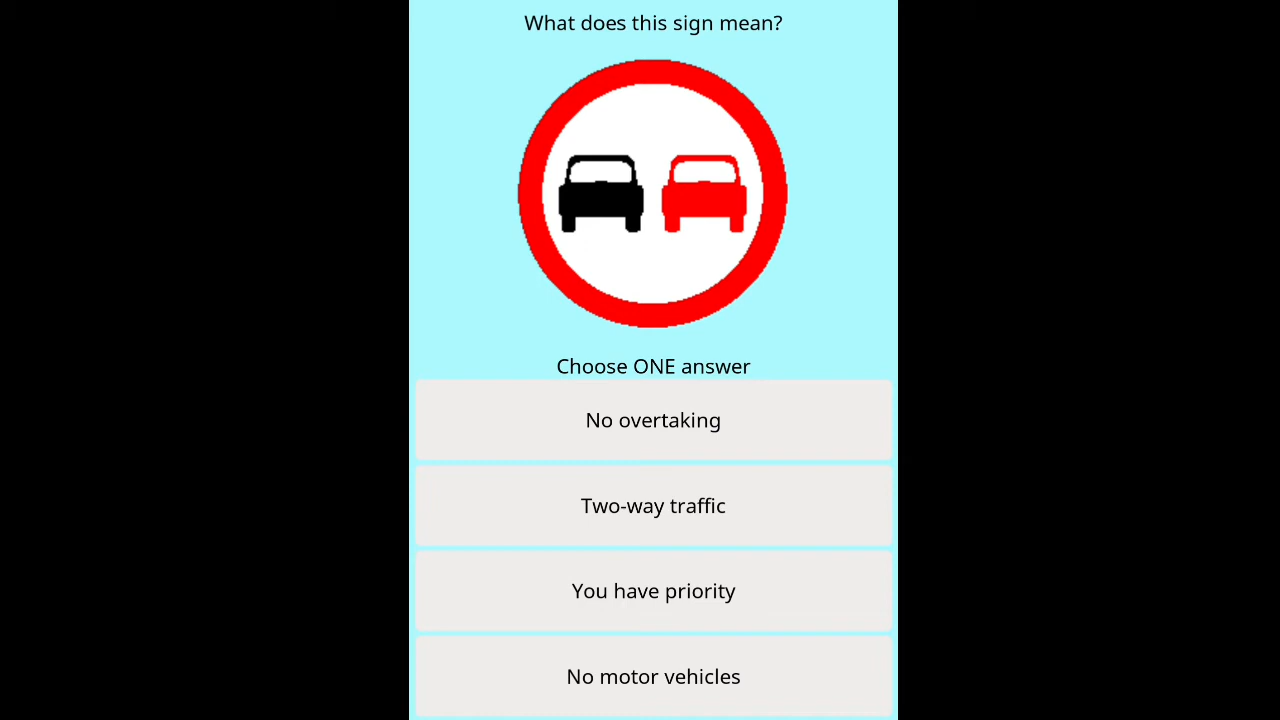 What does this sign mean?
Choose ONE answer
No overtaking
Two-way traffic
You have priority
No motor vehicles